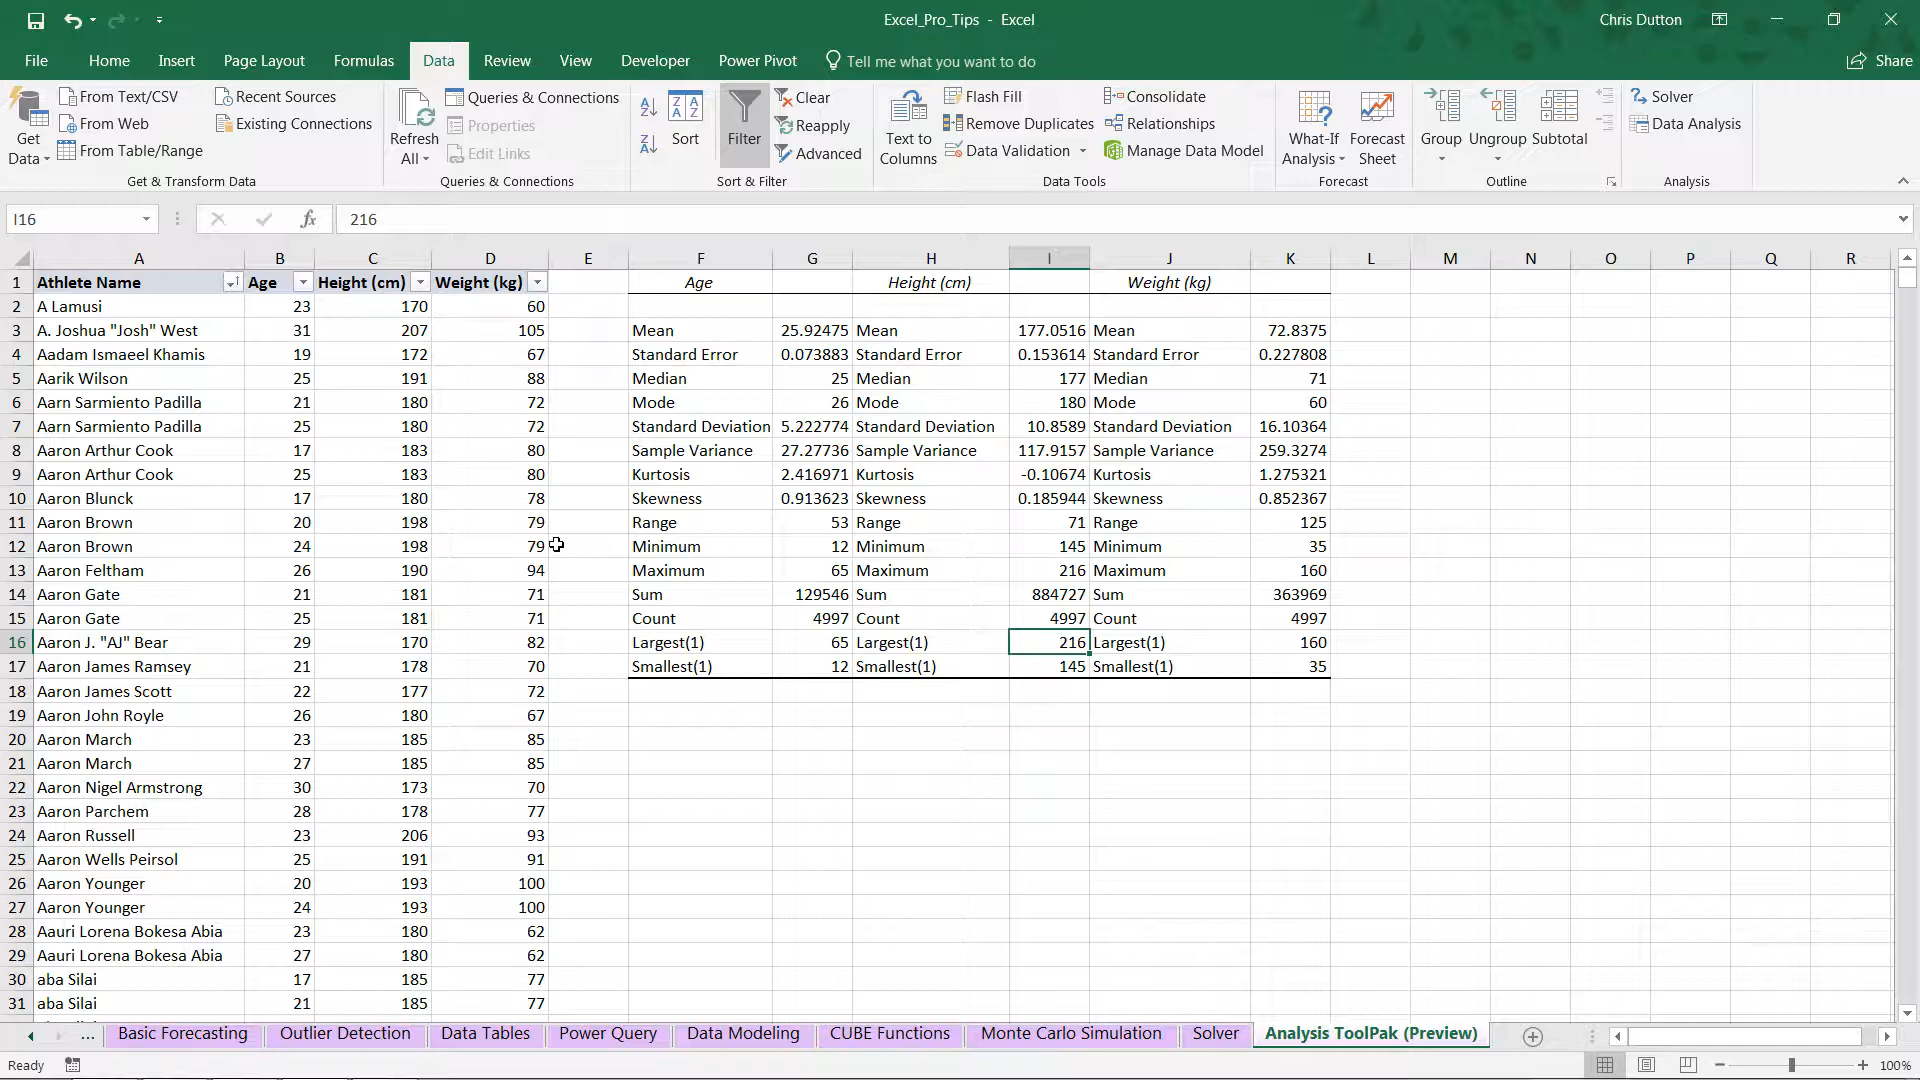 Excel_Pro_Tips - Excel
Chris Dutton
File Home Insert Page Layout Formulas Data Review View Developer Power Pivot Tell me what you want to do Share
Get Data
From Text/CSV
From Web
From Table/Range
Recent Sources
Existing Connections
Get & Transform Data
Refresh All
Queries & Connections
Properties
Edit Links
Queries & Connections
Sort
Filter
Clear
Reapply
Advanced
Sort & Filter
Text to Columns
Flash Fill
Remove Duplicates
Data Validation
Consolidate
Relationships
Manage Data Model
Data Tools
What-If Analysis
Forecast Sheet
Forecast
Group
Ungroup
Subtotal
Outline
Solver
Data Analysis
Analysis
I16 fx 216
A B C D E F G H I J K L M N O P Q R
1 Athlete Name Age Height (cm) Weight (kg) Age Height (cm) Weight (kg)
2 A Lamusi 23 170 60
3 A. Joshua "Josh" West 31 207 105 Mean 25.92475 Mean 177.0516 Mean 72.8375
4 Aadam Ismaeel Khamis 19 172 67 Standard Error 0.073883 Standard Error 0.153614 Standard Error 0.227808
5 Aarik Wilson 25 191 88 Median 25 Median 177 Median 71
6 Aarn Sarmiento Padilla 21 180 72 Mode 26 Mode 180 Mode 60
7 Aarn Sarmiento Padilla 25 180 72 Standard Deviation 5.222774 Standard Deviation 10.8589 Standard Deviation 16.10364
8 Aaron Arthur Cook 17 183 80 Sample Variance 27.27736 Sample Variance 117.9157 Sample Variance 259.3274
9 Aaron Arthur Cook 25 183 80 Kurtosis 2.416971 Kurtosis -0.10674 Kurtosis 1.275321
10 Aaron Blunck 17 180 78 Skewness 0.913623 Skewness 0.185944 Skewness 0.852367
11 Aaron Brown 20 198 79 Range 53 Range 71 Range 125
12 Aaron Brown 24 198 79 Minimum 12 Minimum 145 Minimum 35
13 Aaron Feltham 26 190 94 Maximum 65 Maximum 216 Maximum 160
14 Aaron Gate 21 181 71 Sum 129546 Sum 884727 Sum 363969
15 Aaron Gate 25 181 71 Count 4997 Count 4997 Count 4997
16 Aaron J. "AJ" Bear 29 170 82 Largest(1) 65 Largest(1) 216 Largest(1) 160
17 Aaron James Ramsey 21 178 70 Smallest(1) 12 Smallest(1) 145 Smallest(1) 35
18 Aaron James Scott 22 177 72
19 Aaron John Royle 26 180 67
20 Aaron March 23 185 85
21 Aaron March 27 185 85
22 Aaron Nigel Armstrong 30 173 70
23 Aaron Parchem 28 178 77
24 Aaron Russell 23 206 93
25 Aaron Wells Peirsol 25 191 91
26 Aaron Younger 20 193 100
27 Aaron Younger 24 193 100
28 Aauri Lorena Bokesa Abia 23 180 62
29 Aauri Lorena Bokesa Abia 27 180 62
30 aba Silai 17 185 77
31 aba Silai 21 185 77
... Basic Forecasting Outlier Detection Data Tables Power Query Data Modeling CUBE Functions Monte Carlo Simulation Solver Analysis ToolPak (Preview)
Ready 100%